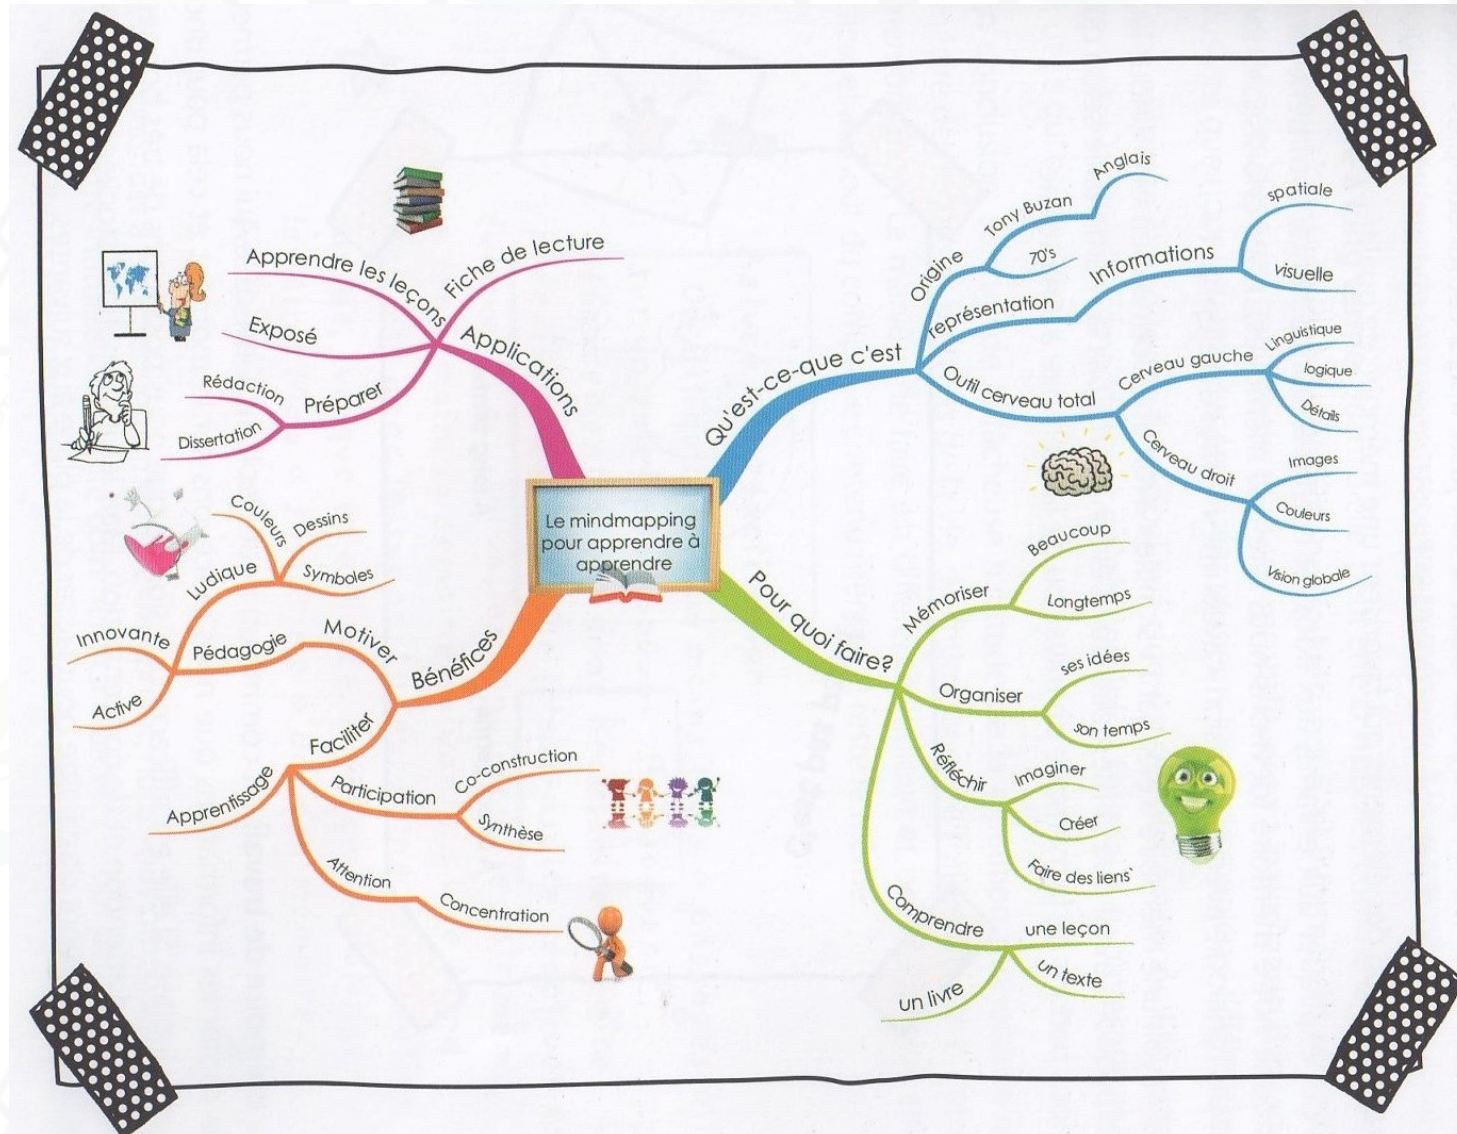 Le mindmapping
pour apprendre à
apprendre
Qu'est-ce-que c'est
Origine
Tony Buzan
Anglais
70's
représentation
Informations
spatiale
visuelle
Outil cerveau total
Cerveau gauche
Linguistique
logique
Détails
Cerveau droit
Images
Couleurs
Vision globale
Pour quoi faire?
Mémoriser
Beaucoup
Longtemps
Organiser
ses idées
son temps
Réfléchir
Imaginer
Créer
Faire des liens
Comprendre
une leçon
un texte
un livre
Bénéfices
Motiver
Pédagogie
Ludique
Couleurs
Dessins
Symboles
Innovante
Active
Faciliter
Apprentissage
Participation
Co-construction
Synthèse
Attention
Concentration
Applications
Fiche de lecture
Apprendre les leçons
Exposé
Préparer
Rédaction
Dissertation